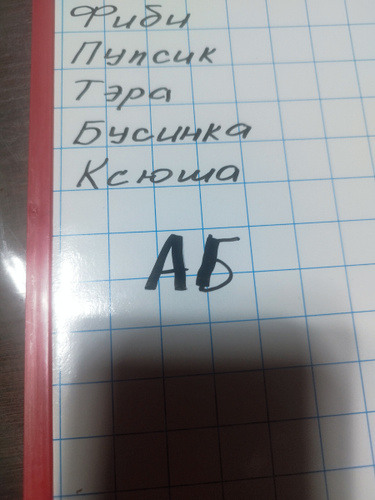 Фиби
Пупсик
Тэра
Бусинка
Ксюша
АБ